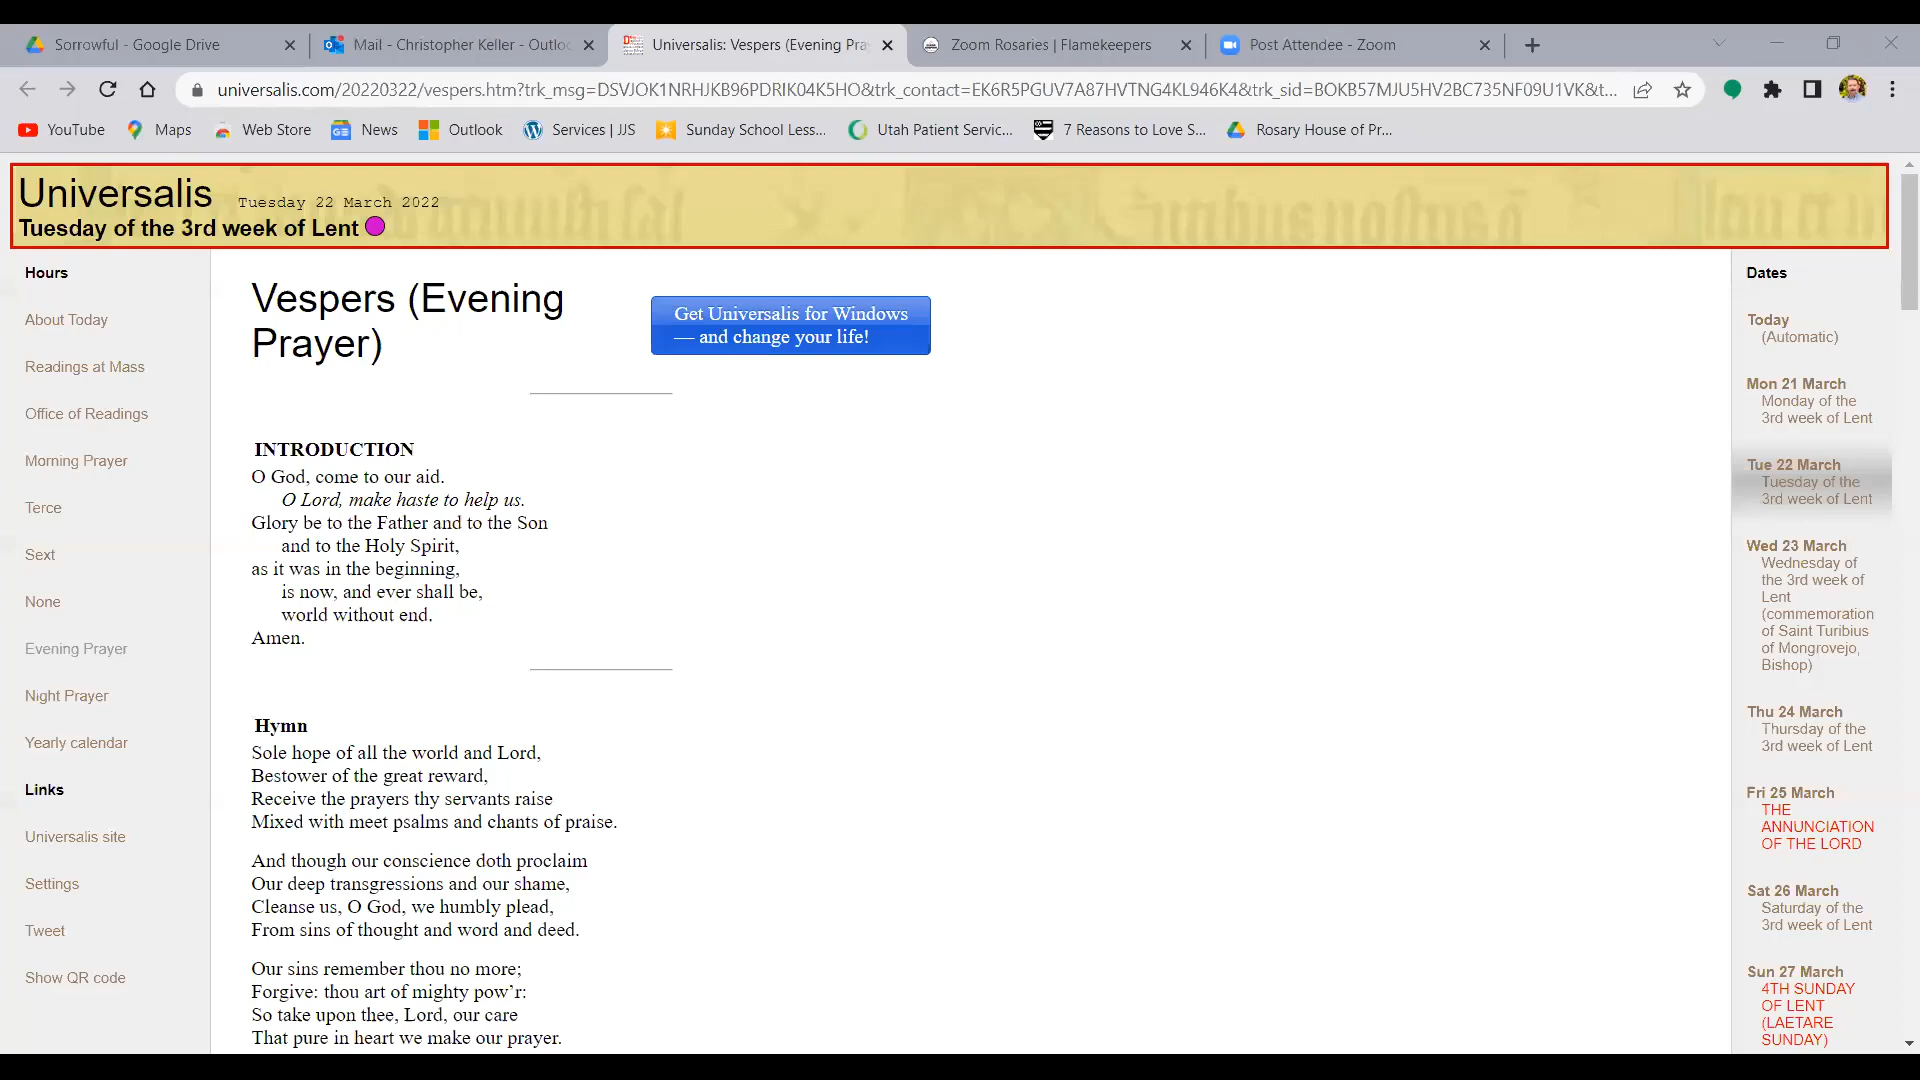 Sorrowful - Google Drive
Mail - Christopher Keller - Outlo
Universalis: Vespers (Evening Pra
Zoom Rosaries | Flamekeepers
Post Attendee - Zoom
universalis.com/20220322/vespers.htm?trk_msg=DSVJOK1NRHJKB96PDRIK04K5HO&trk_contact=EK6R5PGUV7A87HVTNG4KL946K4&trk_sid=BOKB57MJU5HV2BC735NF09U1VK&t...
YouTube
Maps
Web Store
News
Outlook
Services | JJS
Sunday School Less...
Utah Patient Servic...
7 Reasons to Love S...
Rosary House of Pr...
Universalis Tuesday 22 March 2022
Tuesday of the 3rd week of Lent
Hours
About Today
Readings at Mass
Office of Readings
Morning Prayer
Terce
Sext
None
Evening Prayer
Night Prayer
Yearly calendar
Links
Universalis site
Settings
Tweet
Show QR code
Vespers (Evening
Prayer)
Get Universalis for Windows
— and change your life!
INTRODUCTION
O God, come to our aid.
O Lord, make haste to help us.
Glory be to the Father and to the Son
and to the Holy Spirit,
as it was in the beginning,
is now, and ever shall be,
world without end.
Amen.
Hymn
Sole hope of all the world and Lord,
Bestower of the great reward,
Receive the prayers thy servants raise
Mixed with meet psalms and chants of praise.
And though our conscience doth proclaim
Our deep transgressions and our shame,
Cleanse us, O God, we humbly plead,
From sins of thought and word and deed.
Our sins remember thou no more;
Forgive: thou art of mighty pow’r:
So take upon thee, Lord, our care
That pure in heart we make our prayer.
Dates
Today
(Automatic)
Mon 21 March
Monday of the
3rd week of Lent
Tue 22 March
Tuesday of the
3rd week of Lent
Wed 23 March
Wednesday of
the 3rd week of
Lent
(commemoration
of Saint Turibius
of Mongrovejo,
Bishop)
Thu 24 March
Thursday of the
3rd week of Lent
Fri 25 March
THE
ANNUNCIATION
OF THE LORD
Sat 26 March
Saturday of the
3rd week of Lent
Sun 27 March
4TH SUNDAY
OF LENT
(LAETARE
SUNDAY)